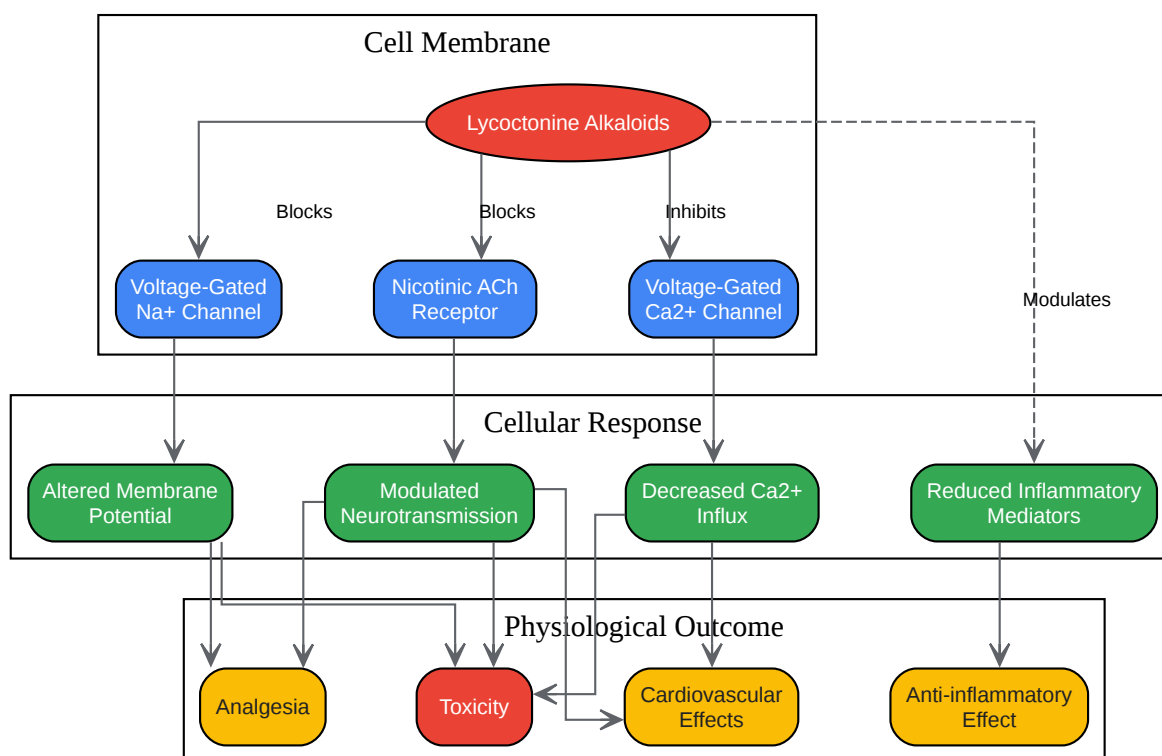 Cell Membrane
Lycoctonine Alkaloids
Blocks
Blocks
Inhibits
Voltage-Gated
Na+ Channel
Nicotinic ACh
Receptor
Voltage-Gated
Ca2+ Channel
Modulates
Cellular Response
Altered Membrane
Potential
Modulated
Neurotransmission
Decreased Ca2+
Influx
Reduced Inflammatory
Mediators
Physiological Outcome
Analgesia
Toxicity
Cardiovascular
Effects
Anti-inflammatory
Effect